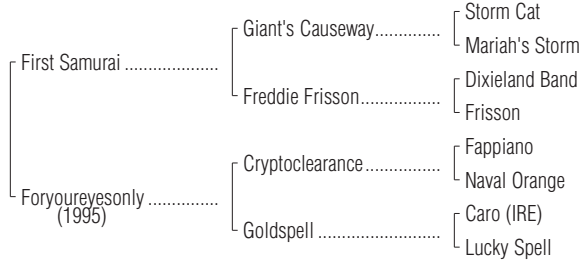 Storm Cat
Giant's Causeway..............
Mariah's Storm
First Samurai ....................
Dixieland Band
Freddie Frisson.................
Frisson
Fappiano
Cryptoclearance................
Naval Orange
Foryoureyesonly ...............
(1995)
Caro (IRE)
Goldspell ..........................
Lucky Spell